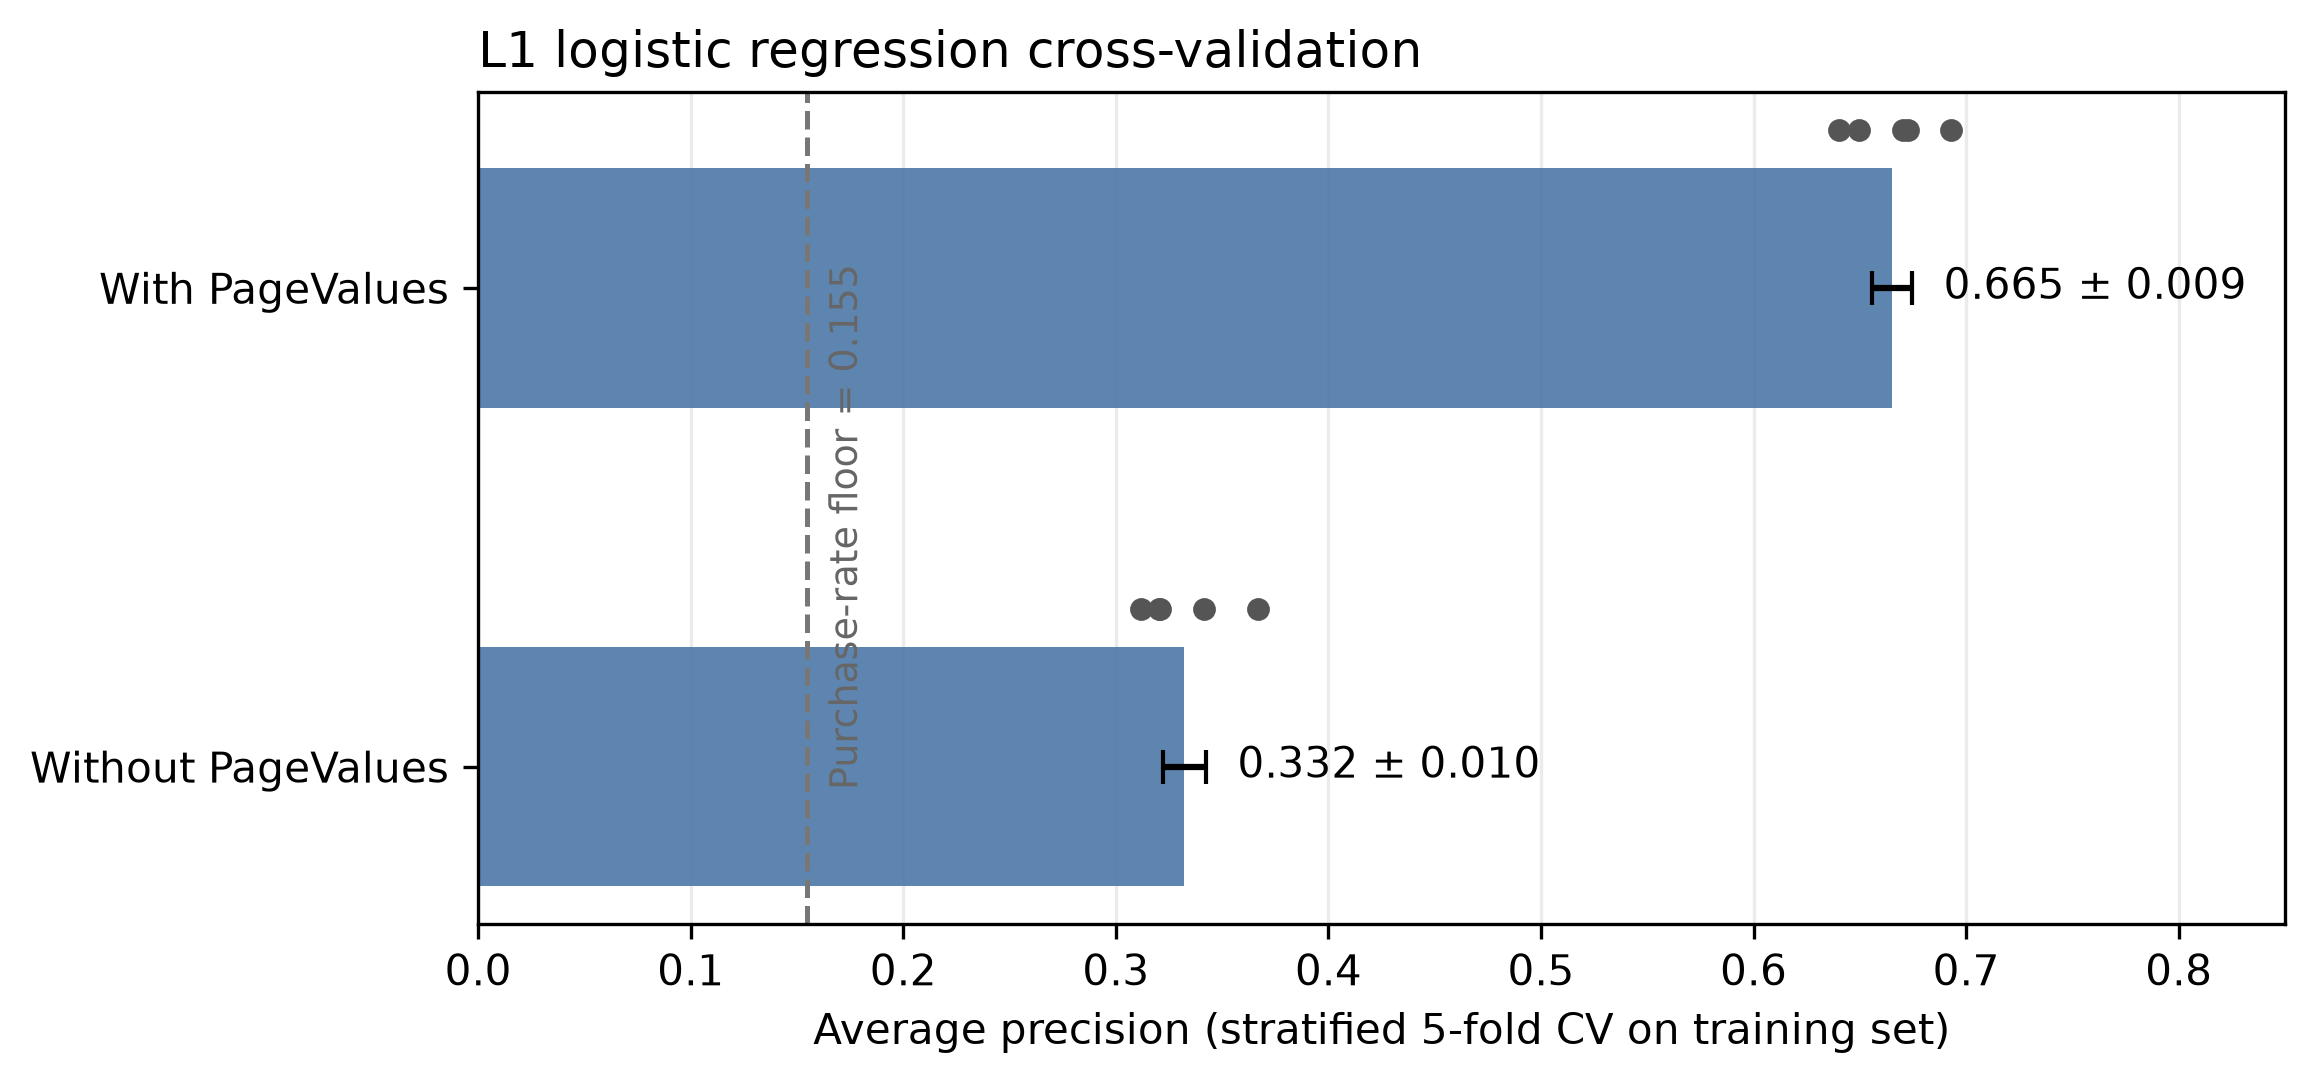 L1 logistic regression cross-validation
With PageValues
0.665 ± 0.009
Purchase-rate floor = 0.155
Without PageValues
0.332 ± 0.010
0.0 0.1 0.2 0.3 0.4 0.5 0.6 0.7 0.8
Average precision (stratified 5-fold CV on training set)